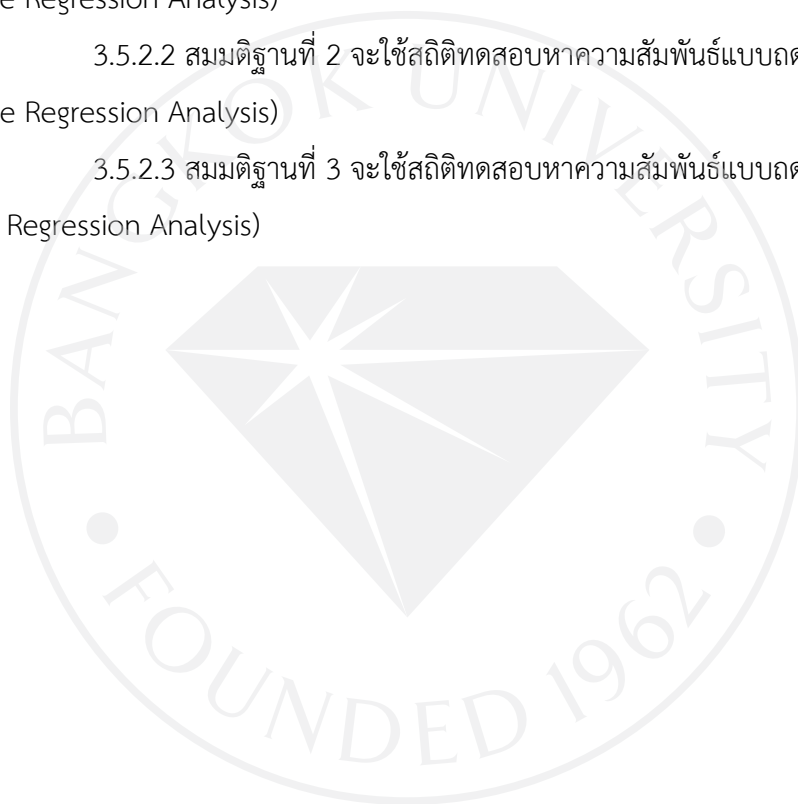 e Regression Analysis)
3.5.2.2 สมมติฐานที่ 2 จะใช้สถิติทดสอบหาความสัมพันธ์แบบถด
e Regression Analysis)
3.5.2.3 สมมติฐานที่ 3 จะใช้สถิติทดสอบหาความสัมพันธ์แบบถด
Regression Analysis)
BANGKOK UNIVERSITY
FOUNDED 1962